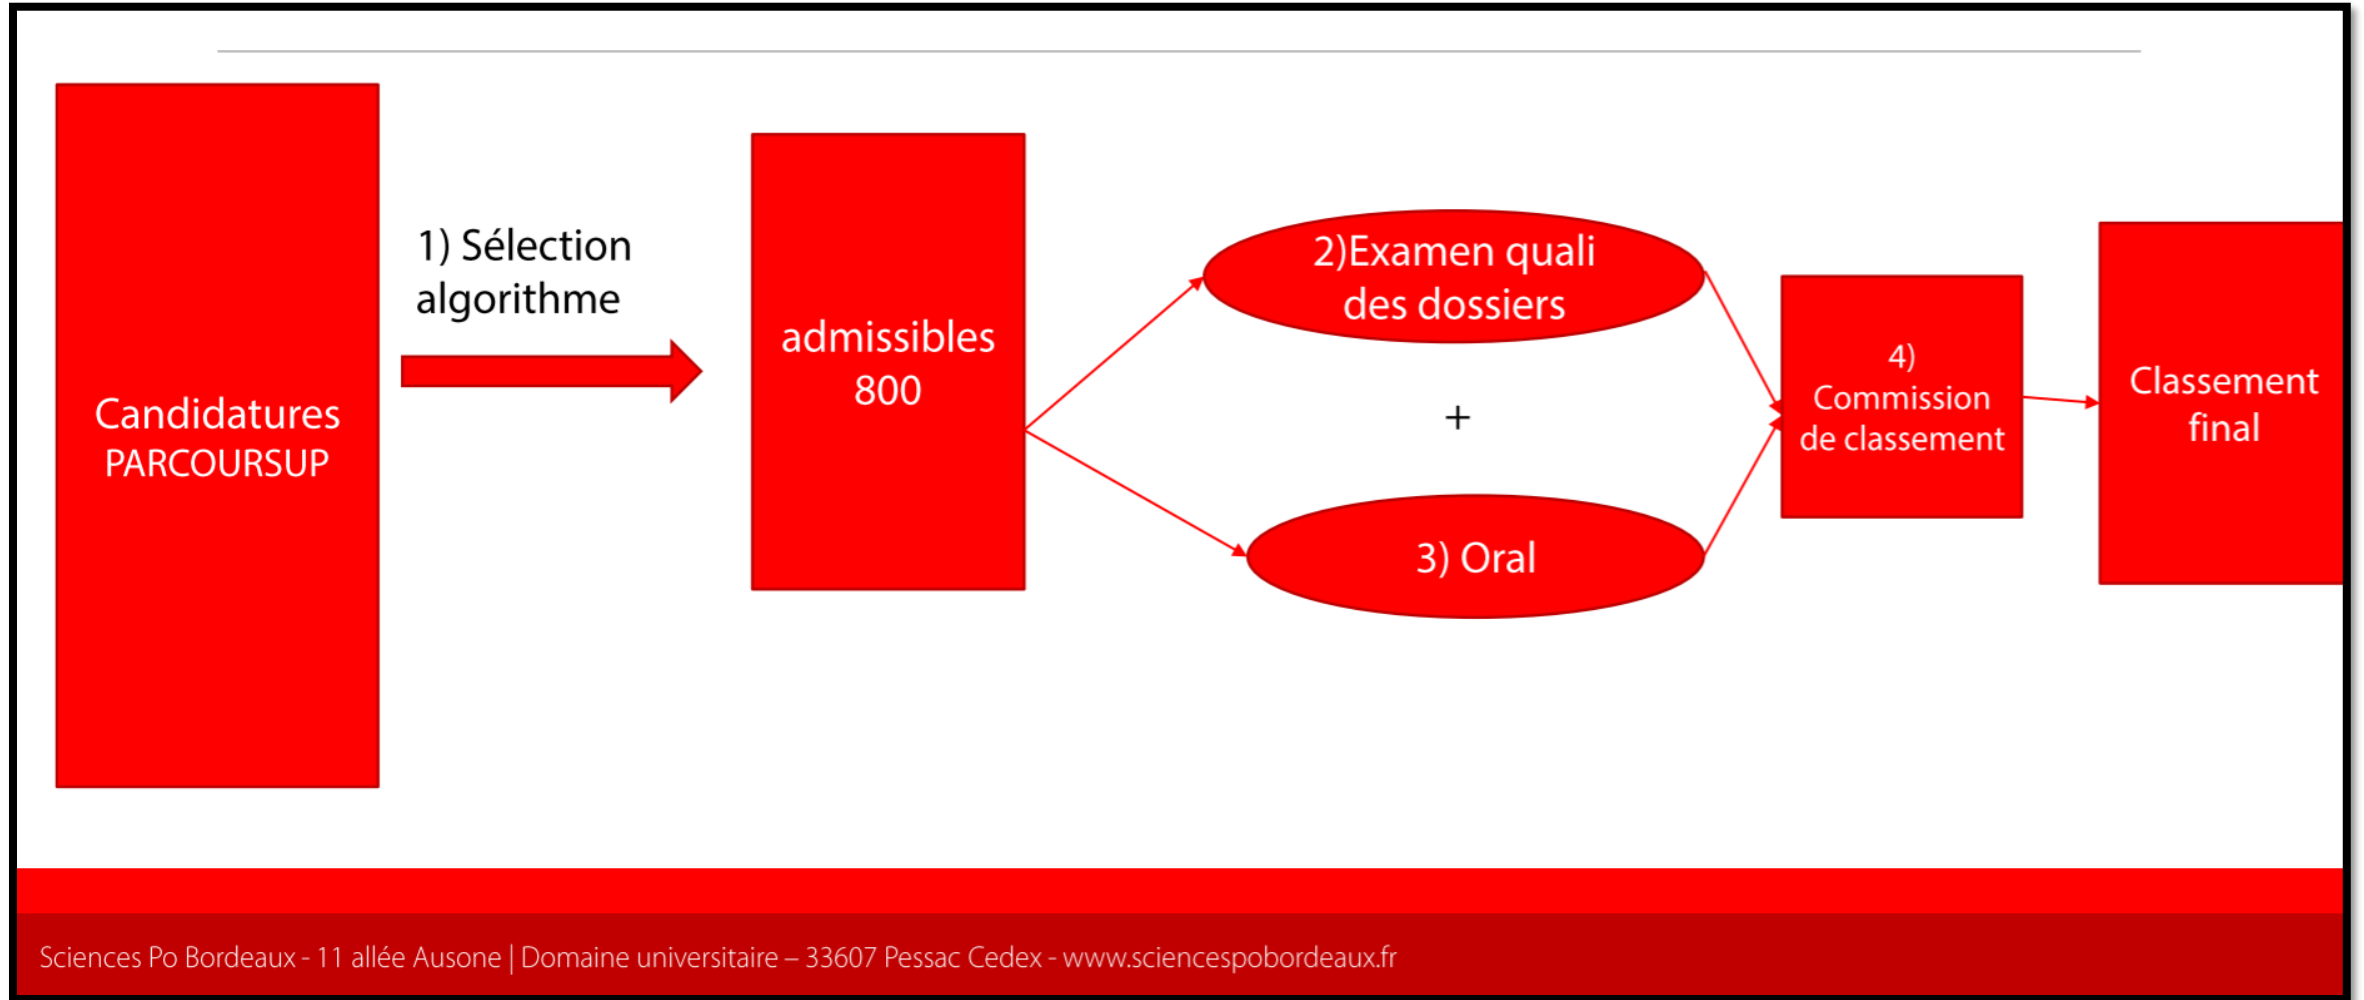 Candidatures
PARCOURSUP
1) Sélection
algorithme
admissibles
800
2)Examen quali
des dossiers
+
3) Oral
4)
Commission
de classement
Classement
final
Sciences Po Bordeaux - 11 allée Ausone | Domaine universitaire – 33607 Pessac Cedex - www.sciencespobordeaux.fr